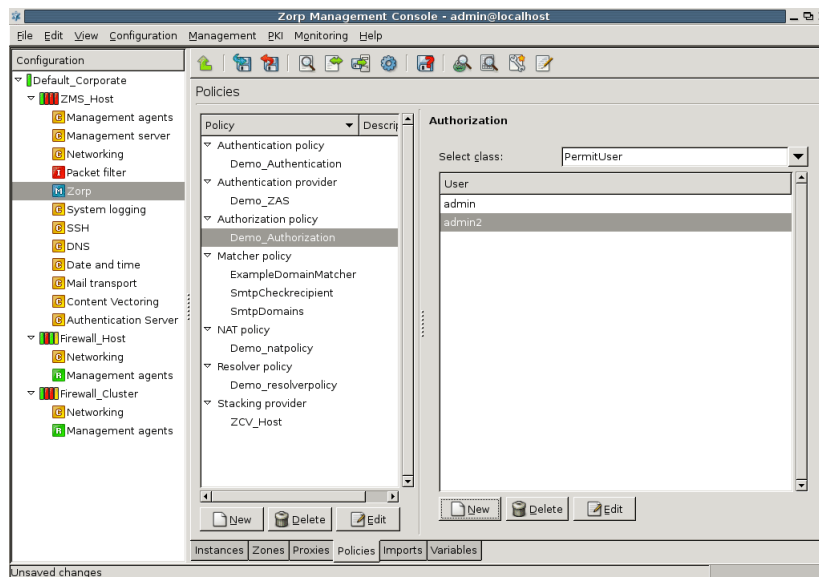 Zorp Management Console - admin@localhost
File Edit View Configuration Management PKI Monitoring Help
Configuration
Default_Corporate
ZMS_Host
Management agents
Management server
Networking
Packet filter
Zorp
System logging
SSH
DNS
Date and time
Mail transport
Content Vectoring
Authentication Server
Firewall_Host
Networking
Management agents
Firewall_Cluster
Networking
Management agents
Policies
Policy Descrip
Authentication policy
Demo_Authentication
Authentication provider
Demo_ZAS
Authorization policy
Demo_Authorization
Matcher policy
ExampleDomainMatcher
SmtpCheckrecipient
SmtpDomains
NAT policy
Demo_natpolicy
Resolver policy
Demo_resolverpolicy
Stacking provider
ZCV_Host
New Delete Edit
Authorization
Select class: PermitUser
User
admin
admin2
New Delete Edit
Instances Zones Proxies Policies Imports Variables
Unsaved changes